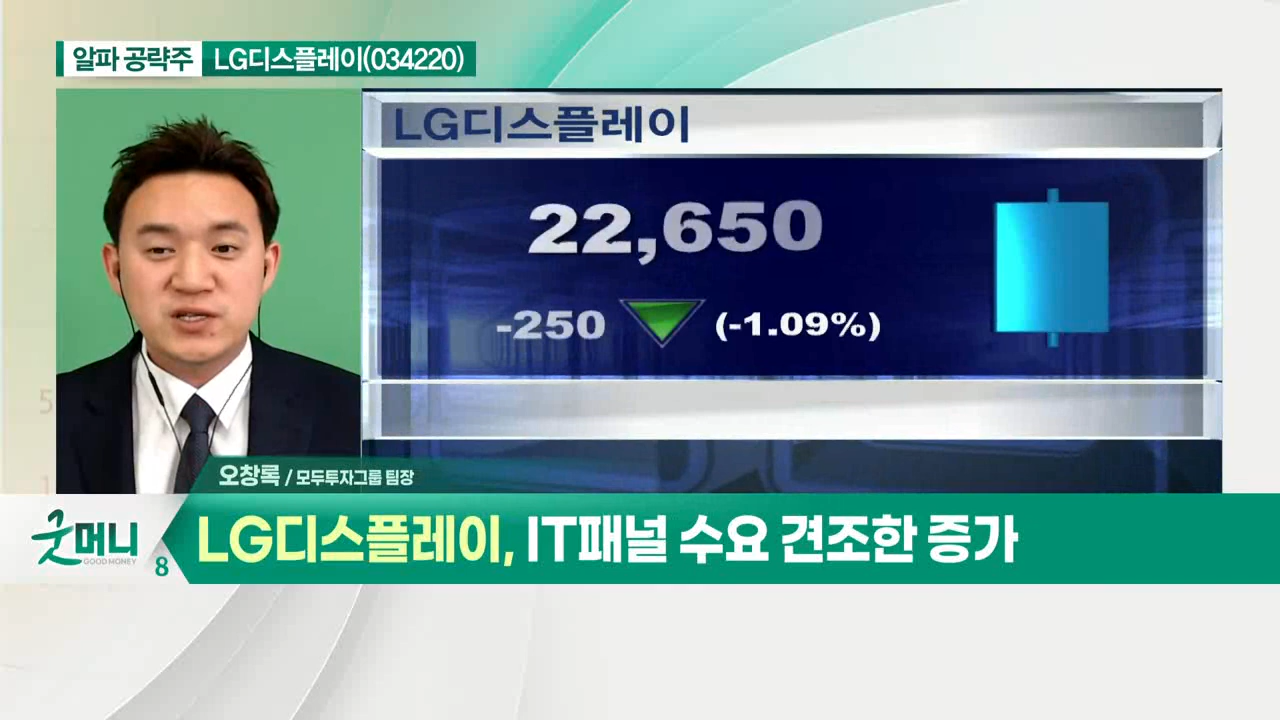 알파 공략주 LG디스플레이(034220)
LG디스플레이
22,650
-250 (-1.09%)
오창록 / 모두투자그룹 팀장
굿머니
GOOD MONEY
8
LG디스플레이, IT패널 수요 견조한 증가
5
1